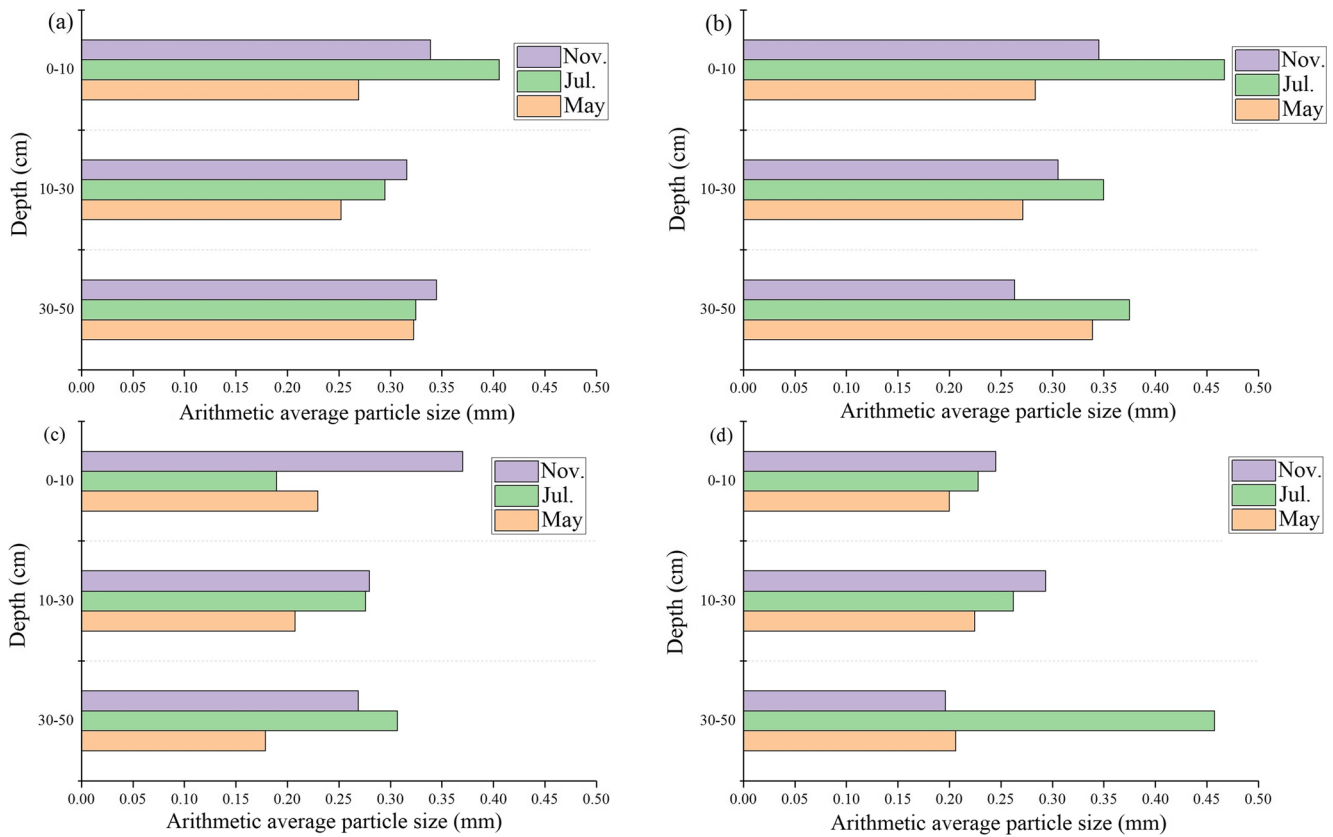 (a)
Nov.
Jul.
May
0-10
10-30
30-50
Depth (cm)
0.00 0.05 0.10 0.15 0.20 0.25 0.30 0.35 0.40 0.45 0.50
Arithmetic average particle size (mm)
(b)
Nov.
Jul.
May
0-10
10-30
30-50
Depth (cm)
0.00 0.05 0.10 0.15 0.20 0.25 0.30 0.35 0.40 0.45 0.50
Arithmetic average particle size (mm)
(c)
Nov.
Jul.
May
0-10
10-30
30-50
Depth (cm)
0.00 0.05 0.10 0.15 0.20 0.25 0.30 0.35 0.40 0.45 0.50
Arithmetic average particle size (mm)
(d)
Nov.
Jul.
May
0-10
10-30
30-50
Depth (cm)
0.00 0.05 0.10 0.15 0.20 0.25 0.30 0.35 0.40 0.45 0.50
Arithmetic average particle size (mm)